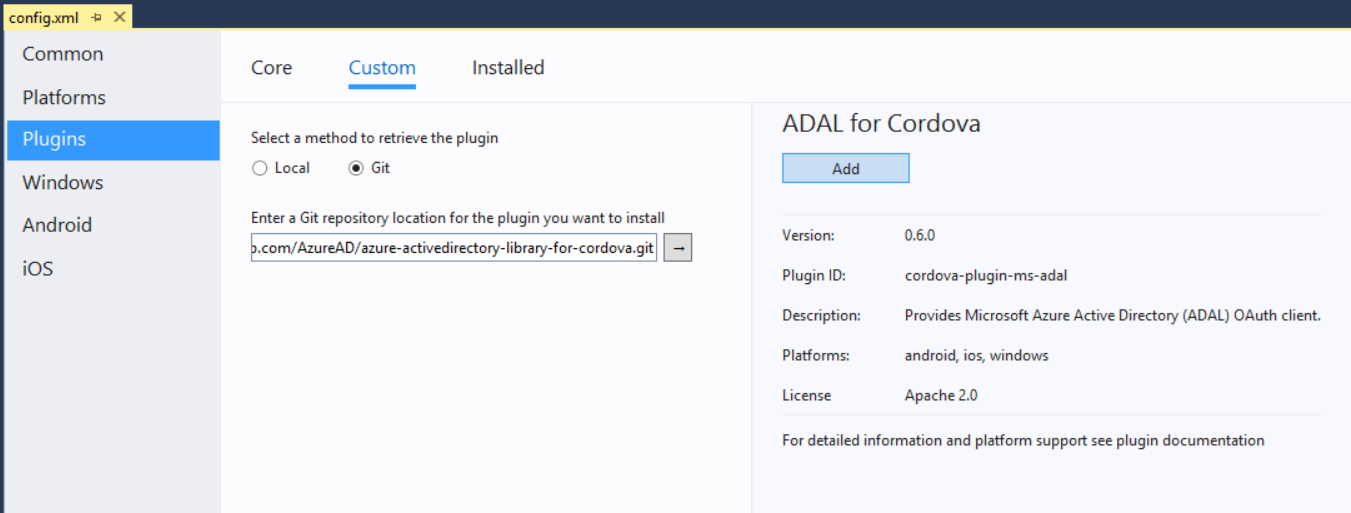 config.xml
Common
Platforms
Plugins
Windows
Android
iOS
Core Custom Installed
Select a method to retrieve the plugin
Local Git
Enter a Git repository location for the plugin you want to install
.com/AzureAD/azure-activedirectory-library-for-cordova.git →
ADAL for Cordova
Add
Version: 0.6.0
Plugin ID: cordova-plugin-ms-adal
Description: Provides Microsoft Azure Active Directory (ADAL) OAuth client.
Platforms: android, ios, windows
License Apache 2.0
For detailed information and platform support see plugin documentation